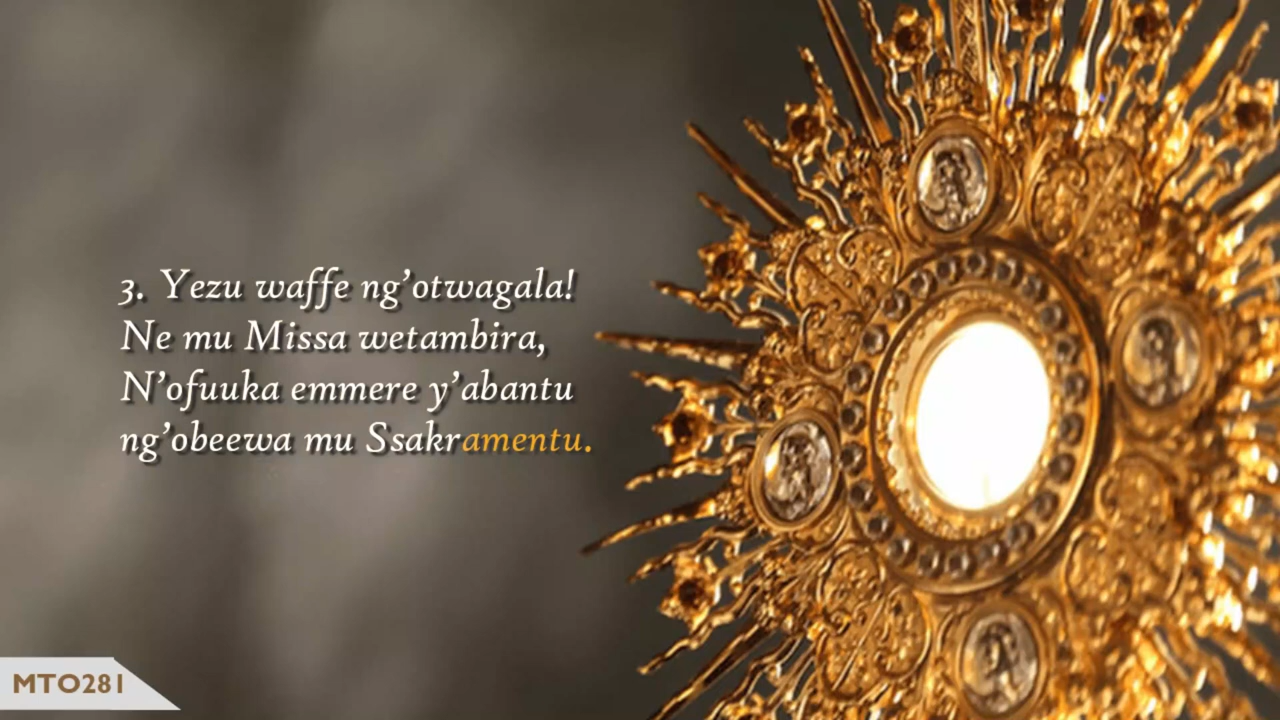 3. Yezu waffe ng’otwagala!
Ne mu Missa wetambira,
N’ofuuka emmere y’abantu
ng’obeewa mu Ssakramentu.
MTO281